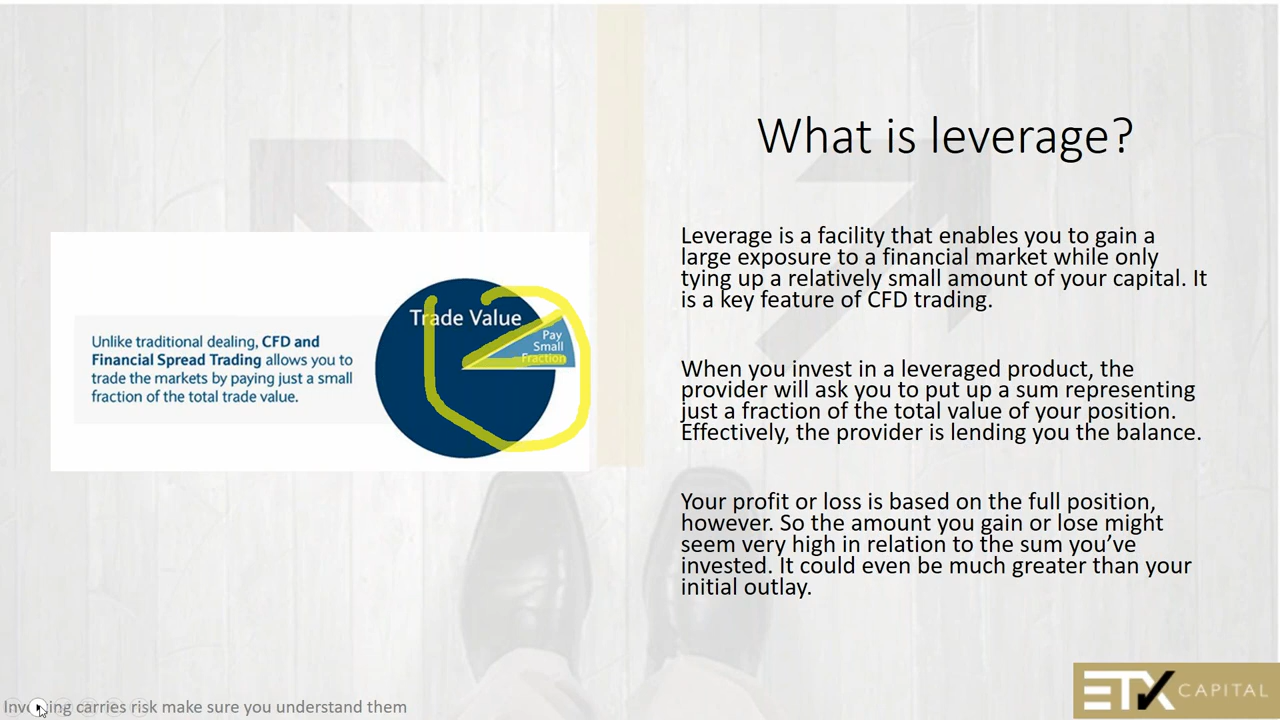 What is leverage?
Leverage is a facility that enables you to gain a
large exposure to a financial market while only
tying up a relatively small amount of your capital. It
is a key feature of CFD trading.
When you invest in a leveraged product, the
provider will ask you to put up a sum representing
just a fraction of the total value of your position.
Effectively, the provider is lending you the balance.
Your profit or loss is based on the full position,
however. So the amount you gain or lose might
seem very high in relation to the sum you’ve
invested. It could even be much greater than your
initial outlay.
Unlike traditional dealing, CFD and
Financial Spread Trading allows you to
trade the markets by paying just a small
fraction of the total trade value.
Trade Value
Pay
Small
Fraction
carries risk make sure you understand them
ETX CAPITAL